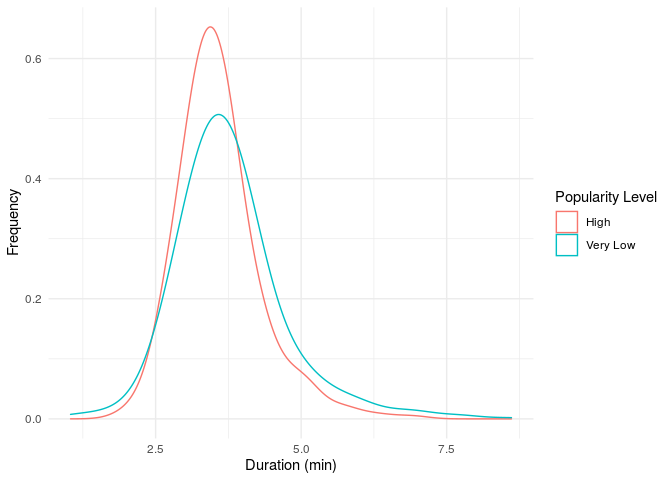 0.6
0.4
0.2
0.0
Frequency
2.5
5.0
7.5
Duration (min)
Popularity Level
High
Very Low